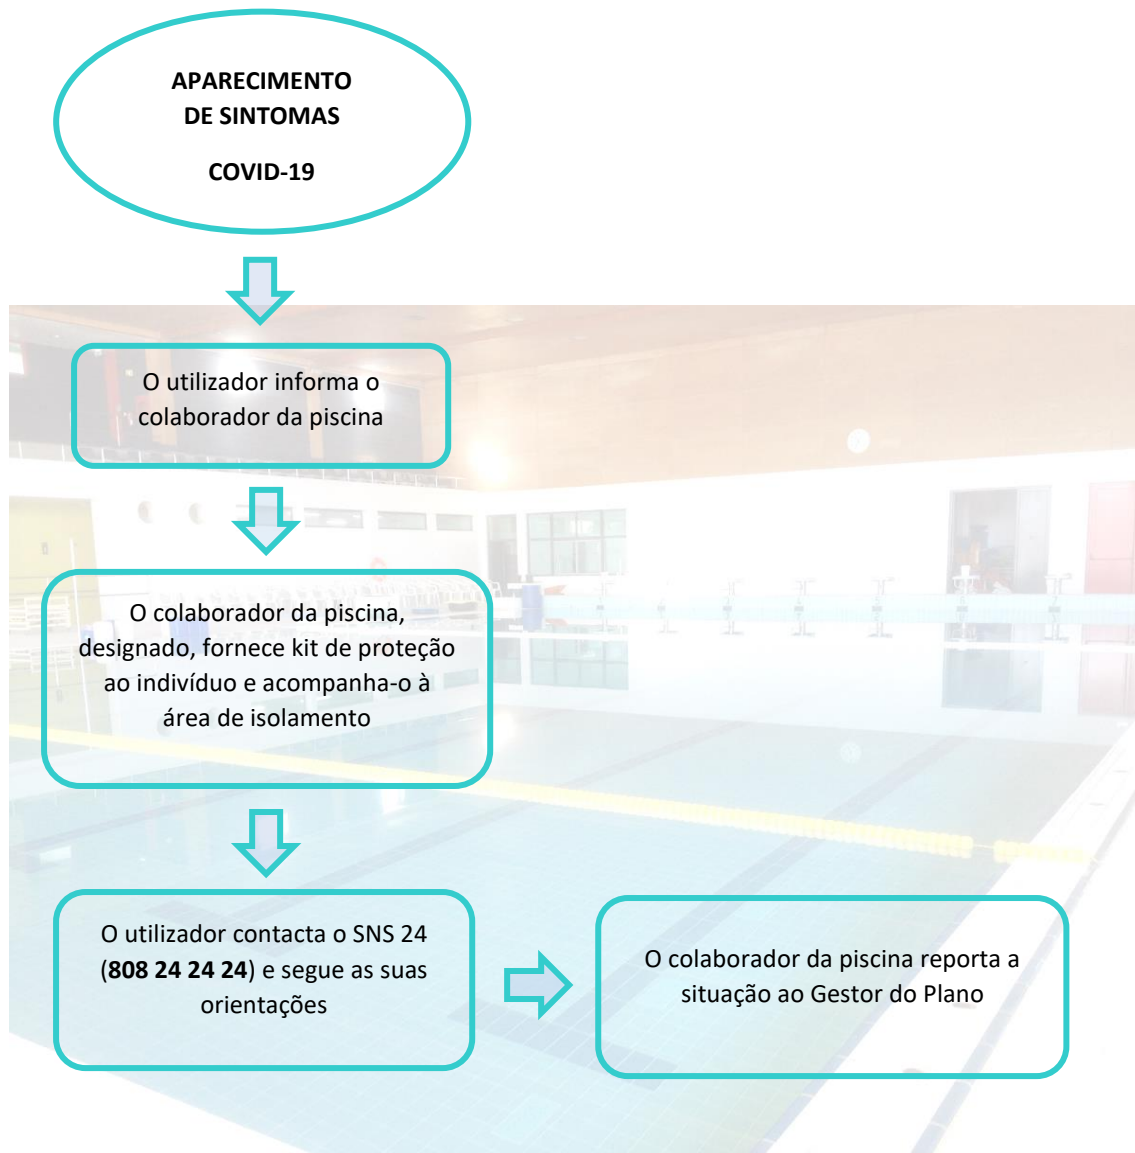 APARECIMENTO
DE SINTOMAS
COVID-19
O utilizador informa o
colaborador da piscina
O colaborador da piscina,
designado, fornece kit de proteção
ao indivíduo e acompanha-o à
área de isolamento
O utilizador contacta o SNS 24
(808 24 24 24) e segue as suas
orientações
O colaborador da piscina reporta a
situação ao Gestor do Plano